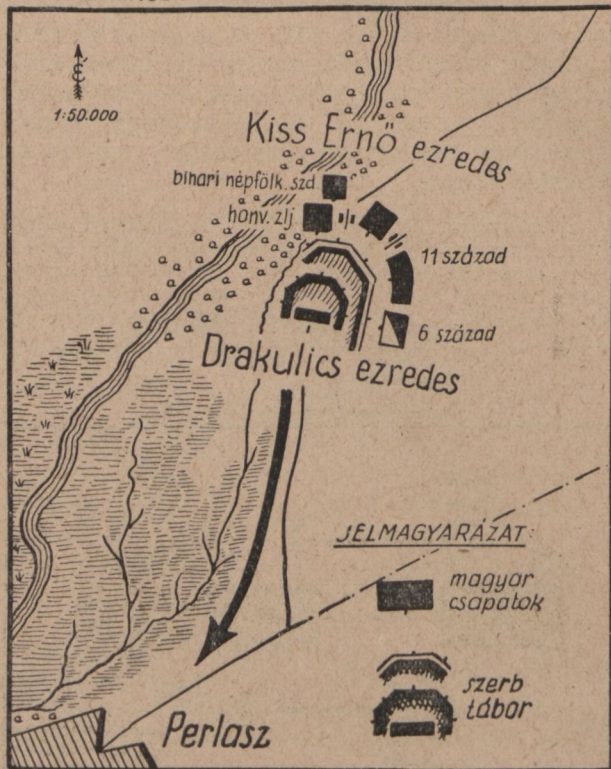 É
1:50.000
Kiss Ernő ezredes
bihari népfölk. szd.
honv. zlj
11 század
6 század
Drakulics ezredes
JELMAGYARÁZAT:
magyar
csapatok
szerb
tábor
Perlasz